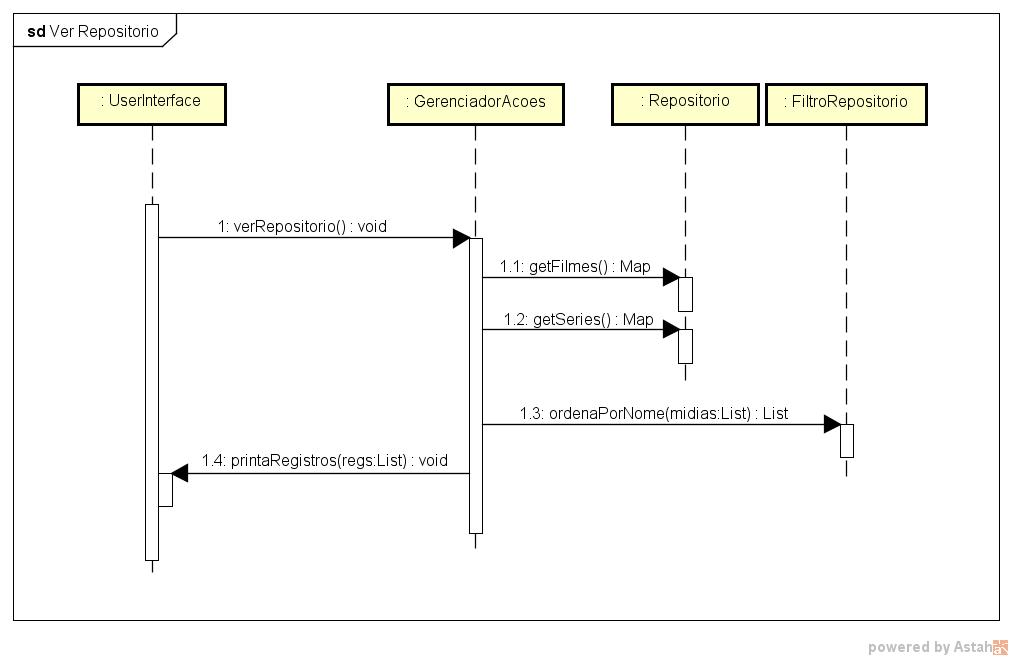 sd Ver Repositorio
: UserInterface
: GerenciadorAcoes
: Repositorio
: FiltroRepositorio
1: verRepositorio() : void
1.1: getFilmes() : Map
1.2: getSeries() : Map
1.3: ordenaPorNome(midias:List) : List
1.4: printaRegistros(regs:List) : void
powered by Astah